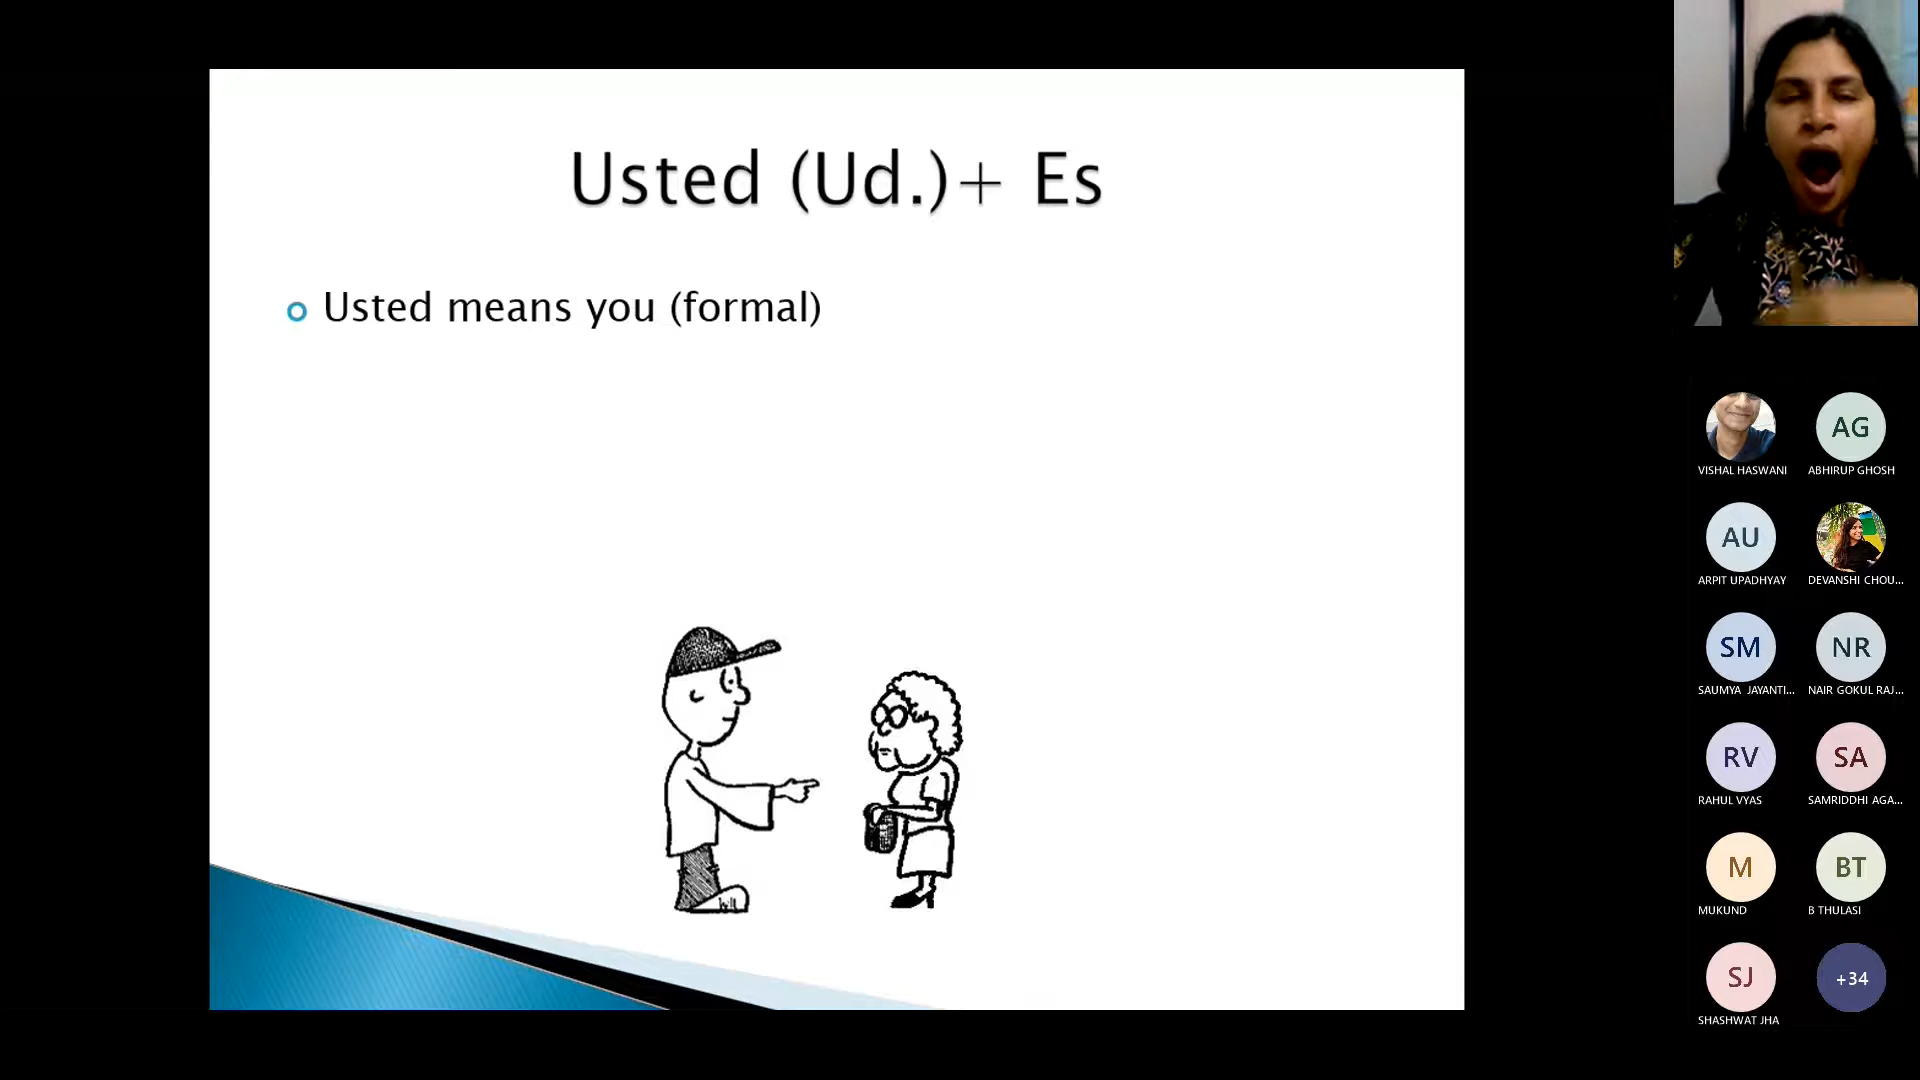 Usted (Ud.)+ Es
Usted means you (formal)
VISHAL HASWANI
AG
ABHIRUP GHOSH
AU
ARPIT UPADHYAY
DEVANSHI CHOU...
SM
SAUMYA JAYANTI...
NR
NAIR GOKUL RAJ...
RV
RAHUL VYAS
SA
SAMRIDDHI AGA...
M
MUKUND
BT
B THULASI
SJ
SHASHWAT JHA
+34